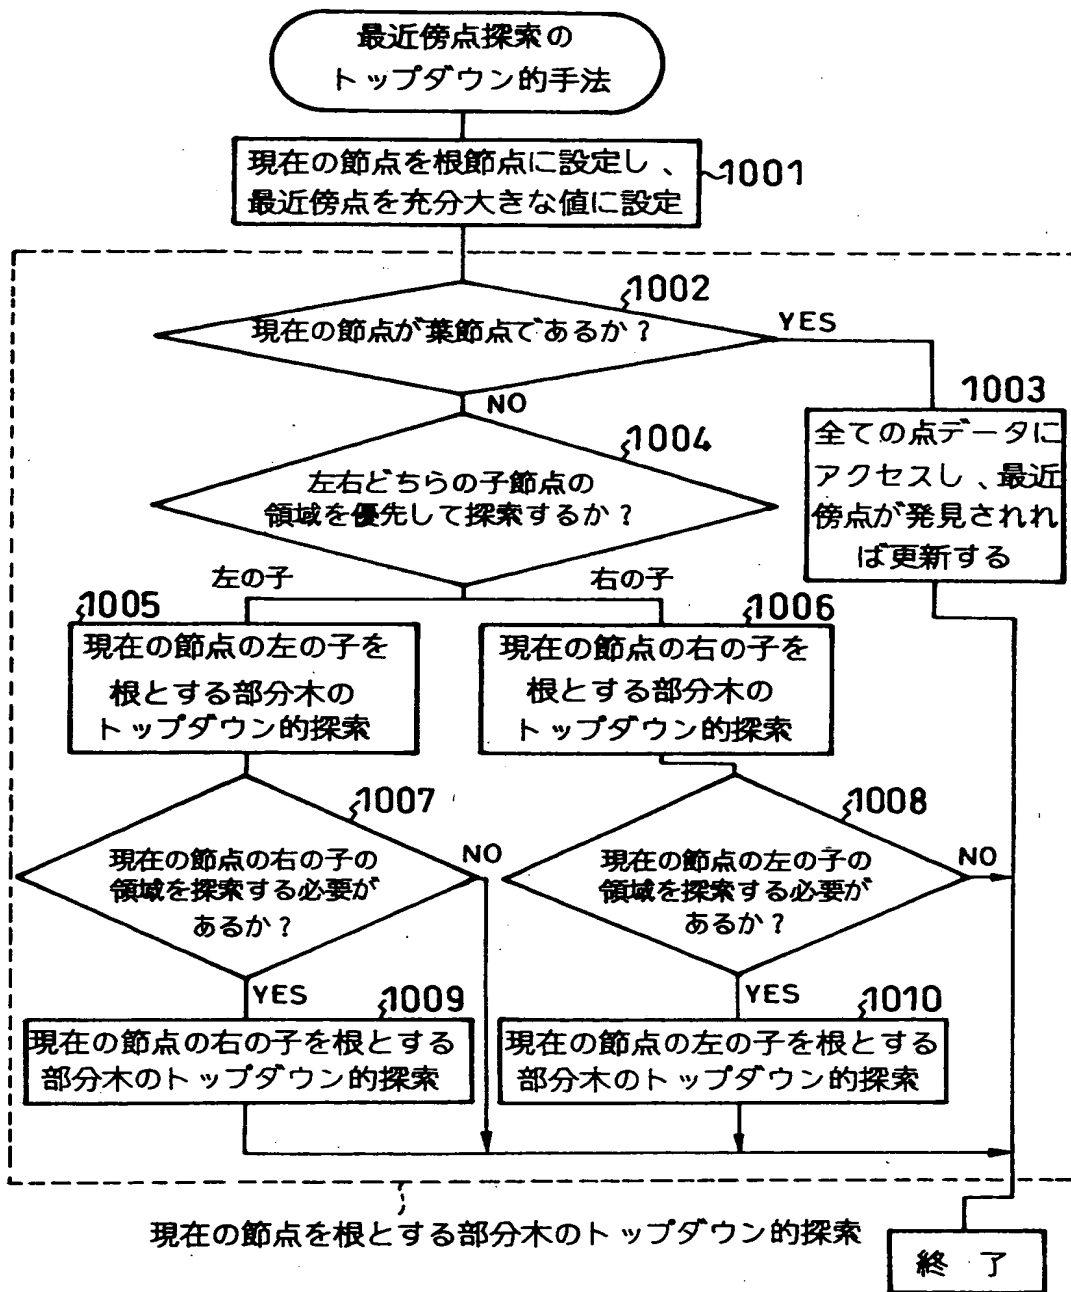 最近傍点探索の
トップダウン的手法
現在の節点を根節点に設定し、
最近傍点を充分大きな値に設定
1001
1002
現在の節点が葉節点であるか?
YES
NO
1003
全ての点データに
アクセスし、最近
傍点が発見されれ
ば更新する
1004
左右どちらの子節点の
領域を優先して探索するか?
左の子
右の子
1005
現在の節点の左の子を
根とする部分木の
トップダウン的探索
1006
現在の節点の右の子を
根とする部分木の
トップダウン的探索
1007
現在の節点の右の子の
領域を探索する必要が
あるか?
NO
YES
1008
現在の節点の左の子の
領域を探索する必要が
あるか?
NO
YES
1009
現在の節点の右の子を根とする
部分木のトップダウン的探索
1010
現在の節点の左の子を根とする
部分木のトップダウン的探索
現在の節点を根とする部分木のトップダウン的探索
終 了